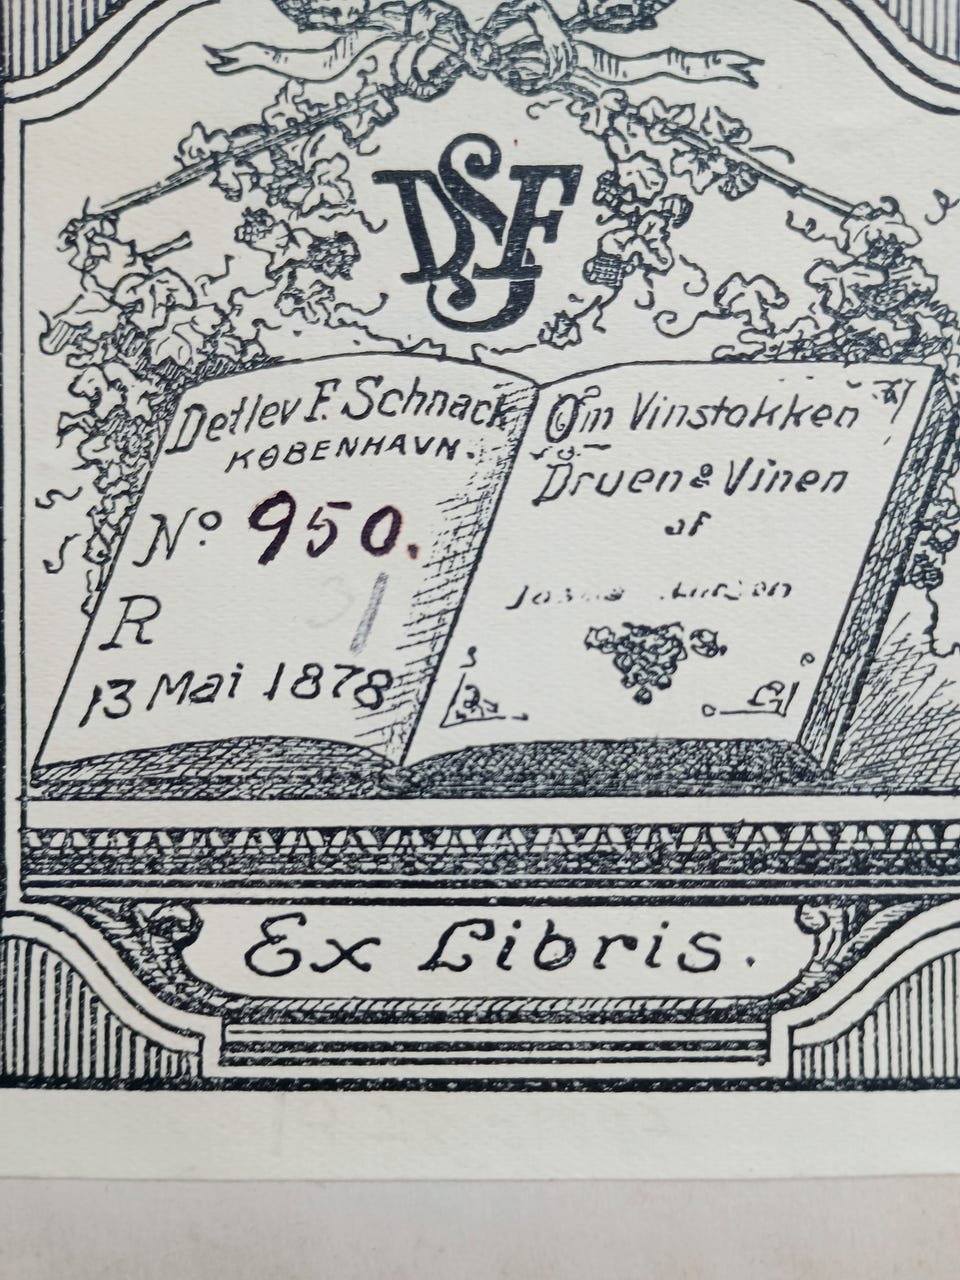 DSF
Detlev F. Schnack
KØBENHAVN.
No 950.
R
13 Mai 1878
Om Vinstokken
Druen & Vinen
af
Ex Libris.